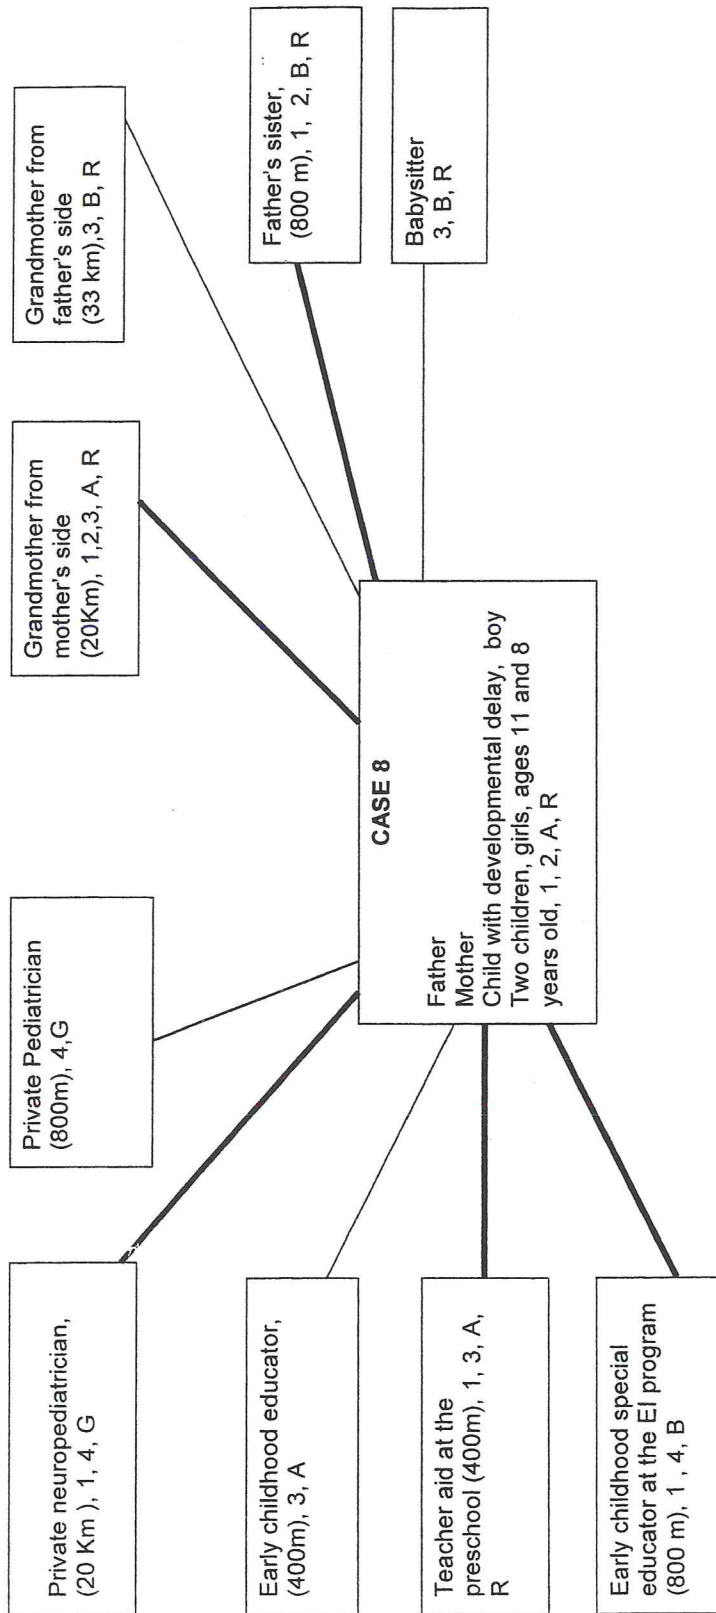 Private neuropediatrician,
(20 Km ), 1, 4, G
Private Pediatrician
(800m), 4,G
Grandmother from
mother's side
(20Km), 1,2,3, A, R
Grandmother from
father's side
(33 km),3, B, R
Early childhood educator,
(400m), 3, A
Teacher aid at the
preschool (400m), 1, 3, A,
R
Early childhood special
educator at the EI program
(800 m), 1 , 4, B
CASE 8
Father
Mother
Child with developmental delay, boy
Two children, girls, ages 11 and 8
years old, 1, 2, A, R
Father's sister,
(800 m), 1, 2, B, R
Babysitter
3, B, R